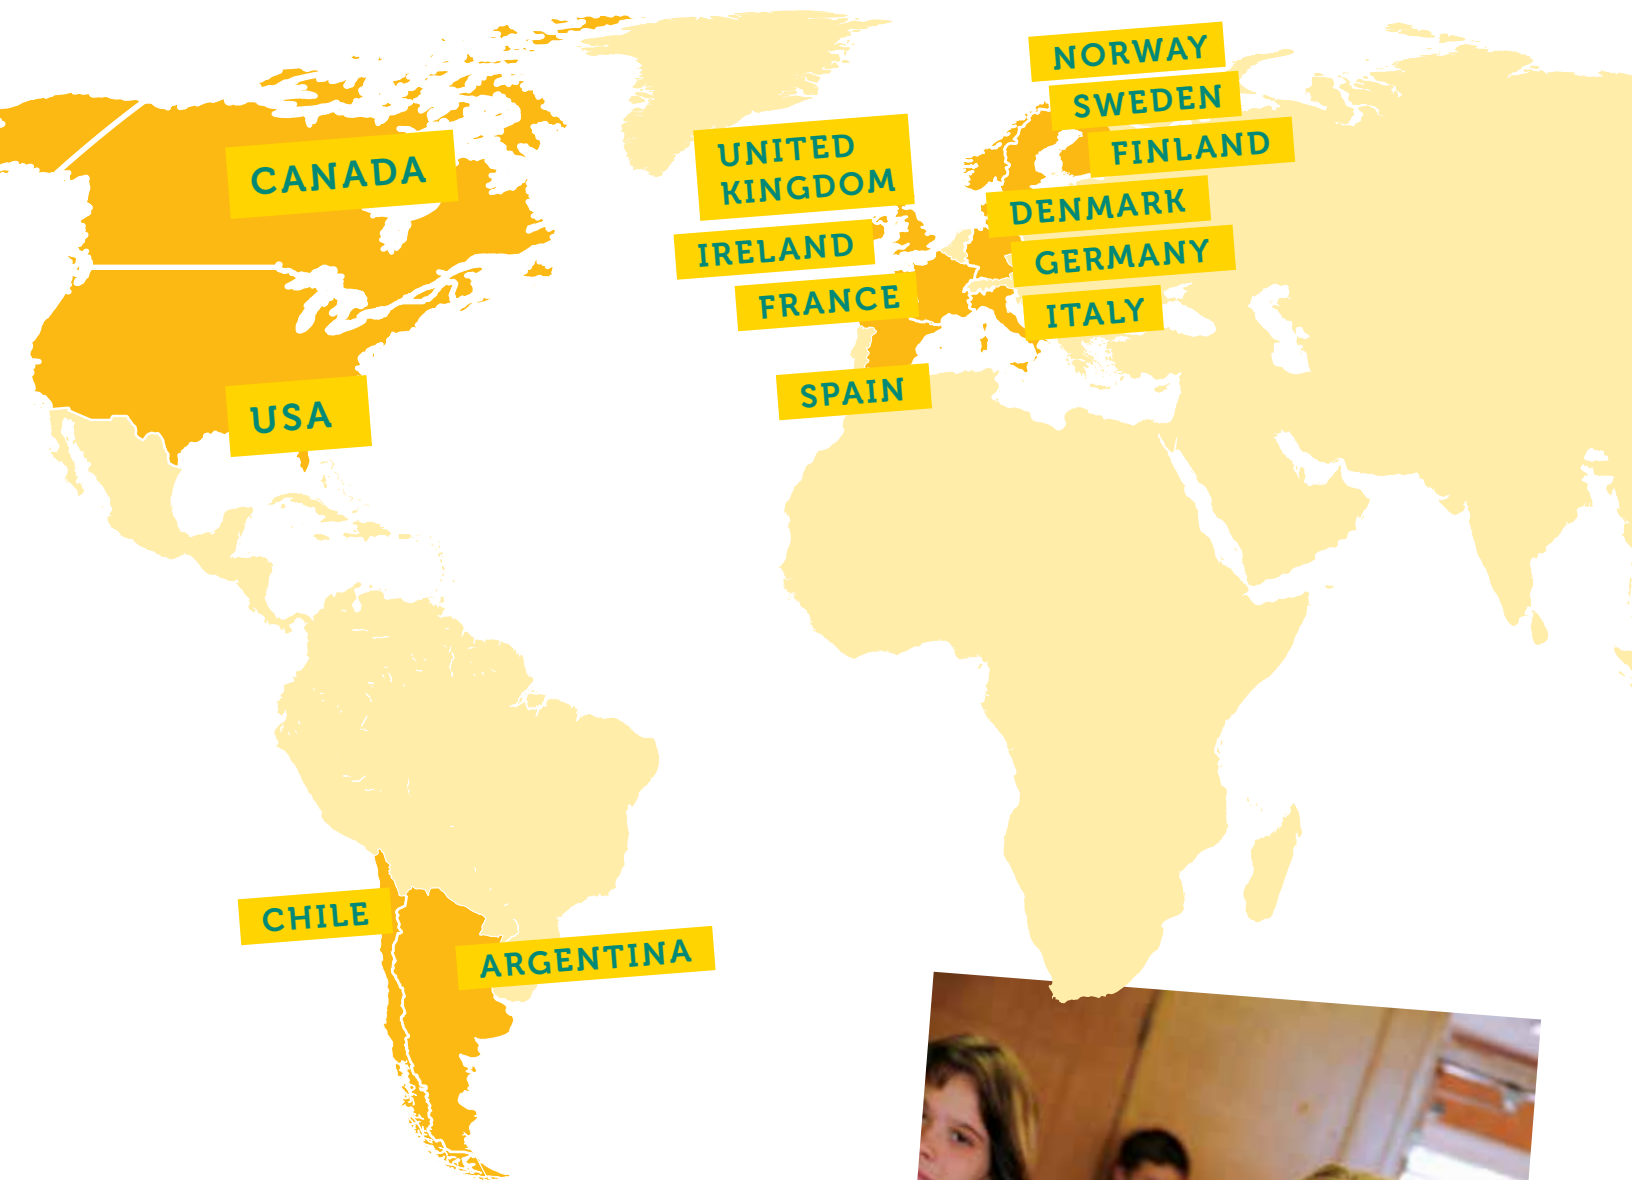 NORWAY
SWEDEN
FINLAND
UNITED
KINGDOM
CANADA
DENMARK
IRELAND
GERMANY
FRANCE
ITALY
SPAIN
USA
CHILE
ARGENTINA